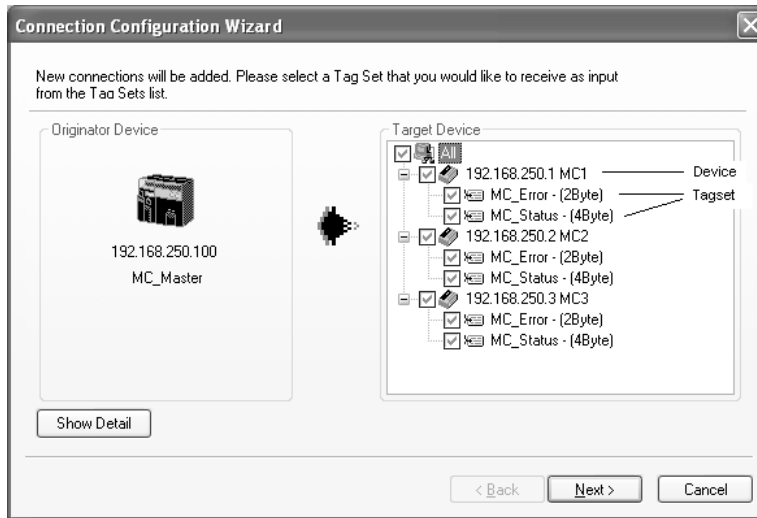 Connection Configuration Wizard
New connections will be added. Please select a Tag Set that you would like to receive as input
from the Tag Sets list.
Originator Device
192.168.250.100
MC_Master
Show Detail
Target Device
All
192.168.250.1 MC1
Device
MC_Error - (2Byte)
Tagset
MC_Status - (4Byte)
192.168.250.2 MC2
MC_Error - (2Byte)
MC_Status - (4Byte)
192.168.250.3 MC3
MC_Error - (2Byte)
MC_Status - (4Byte)
< Back
Next >
Cancel